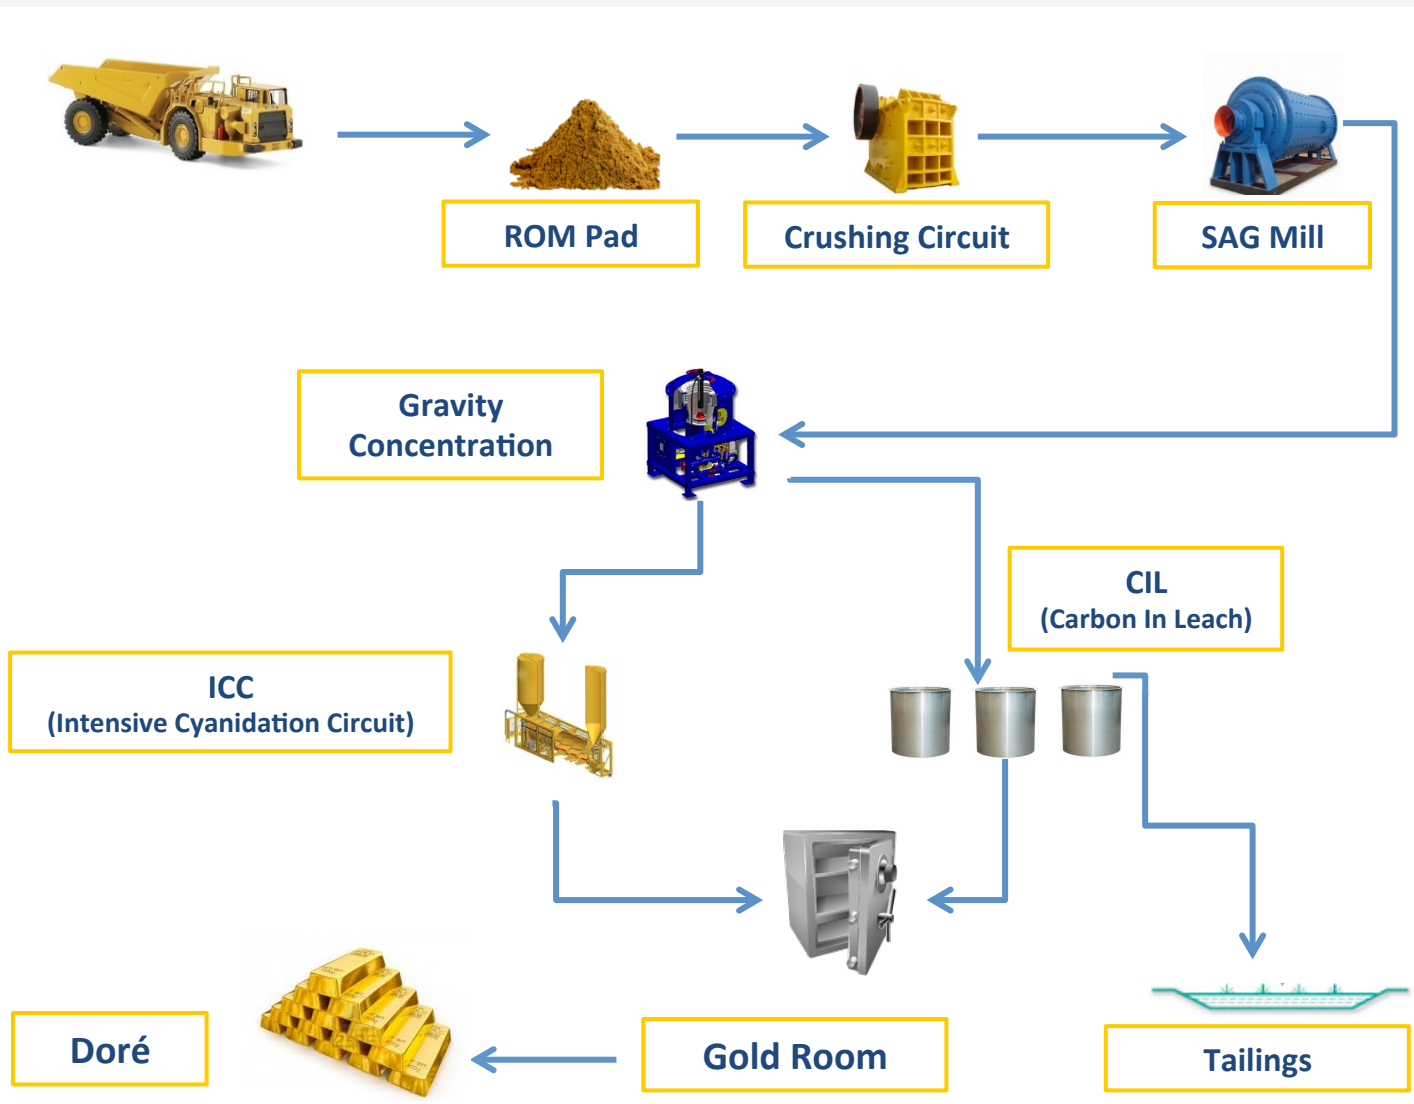 ROM Pad
Crushing Circuit
SAG Mill
Gravity
Concentration
CIL
(Carbon In Leach)
ICC
(Intensive Cyanidation Circuit)
Doré
Gold Room
Tailings